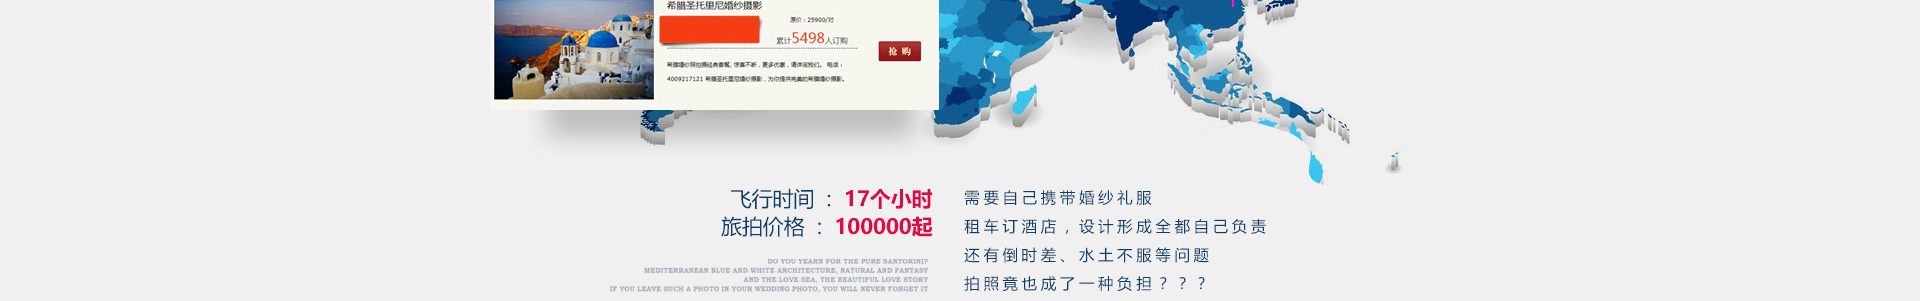 希腊圣托里尼婚纱摄影
原价：25900/对
累计5498人订购
抢 购
希腊婚纱照拍摄经典套餐, 惊喜不断，更多优惠，请详询我们。 电话：
4009217121 希腊圣托里尼婚纱摄影，为你提供完美的希腊婚纱摄影。
飞行时间 ： 17个小时
旅拍价格 ： 100000起
DO YOU YEARN FOR THE PURE SANTORINI?
MEDITERRANEAN BLUE AND WHITE ARCHITECTURE, NATURAL AND FANTASY
AND THE LOVE SEA, THE BEAUTIFUL LOVE STORY
IF YOU LEAVE SUCH A PHOTO IN YOUR WEDDING PHOTO, YOU WILL NEVER FORGET IT
需要自己携带婚纱礼服
租车订酒店，设计形成全都自己负责
还有倒时差、水土不服等问题
拍照竟也成了一种负担？？？